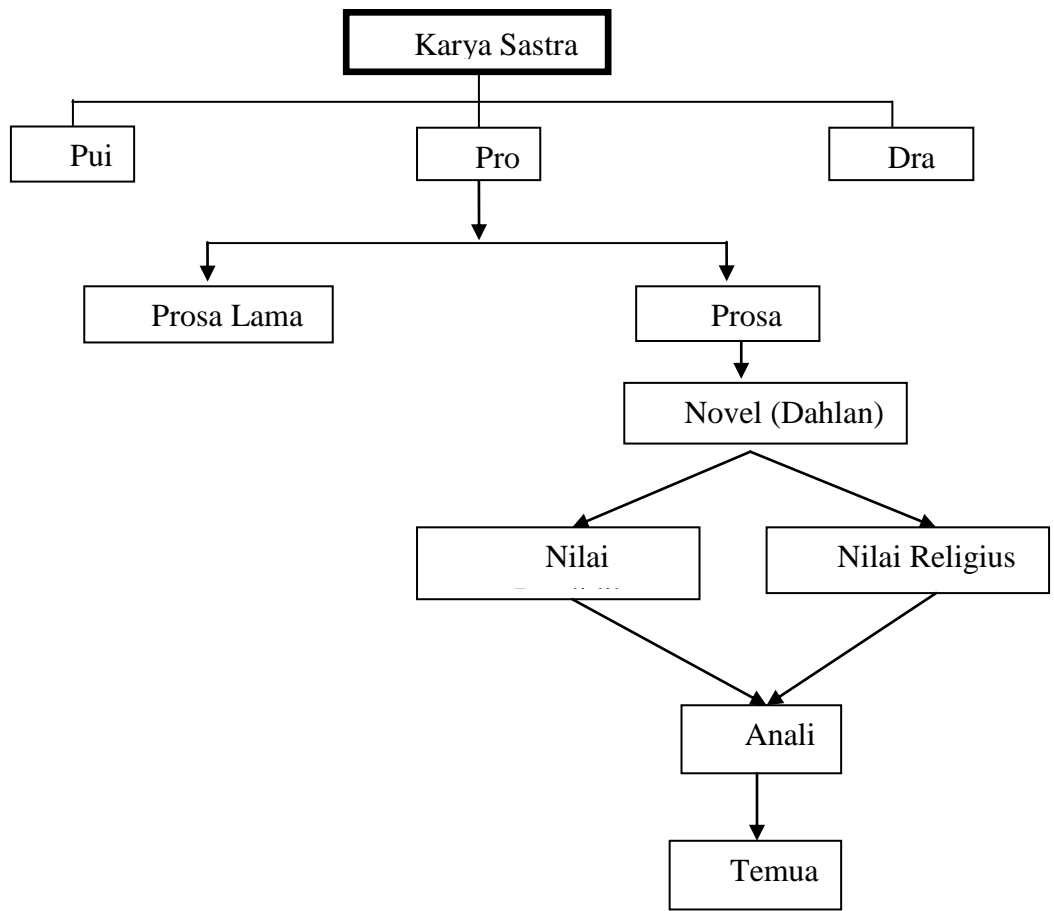 Karya Sastra
Pui
Pro
Dra
Prosa Lama
Prosa
Novel (Dahlan)
Nilai
Nilai Religius
Anali
Temua